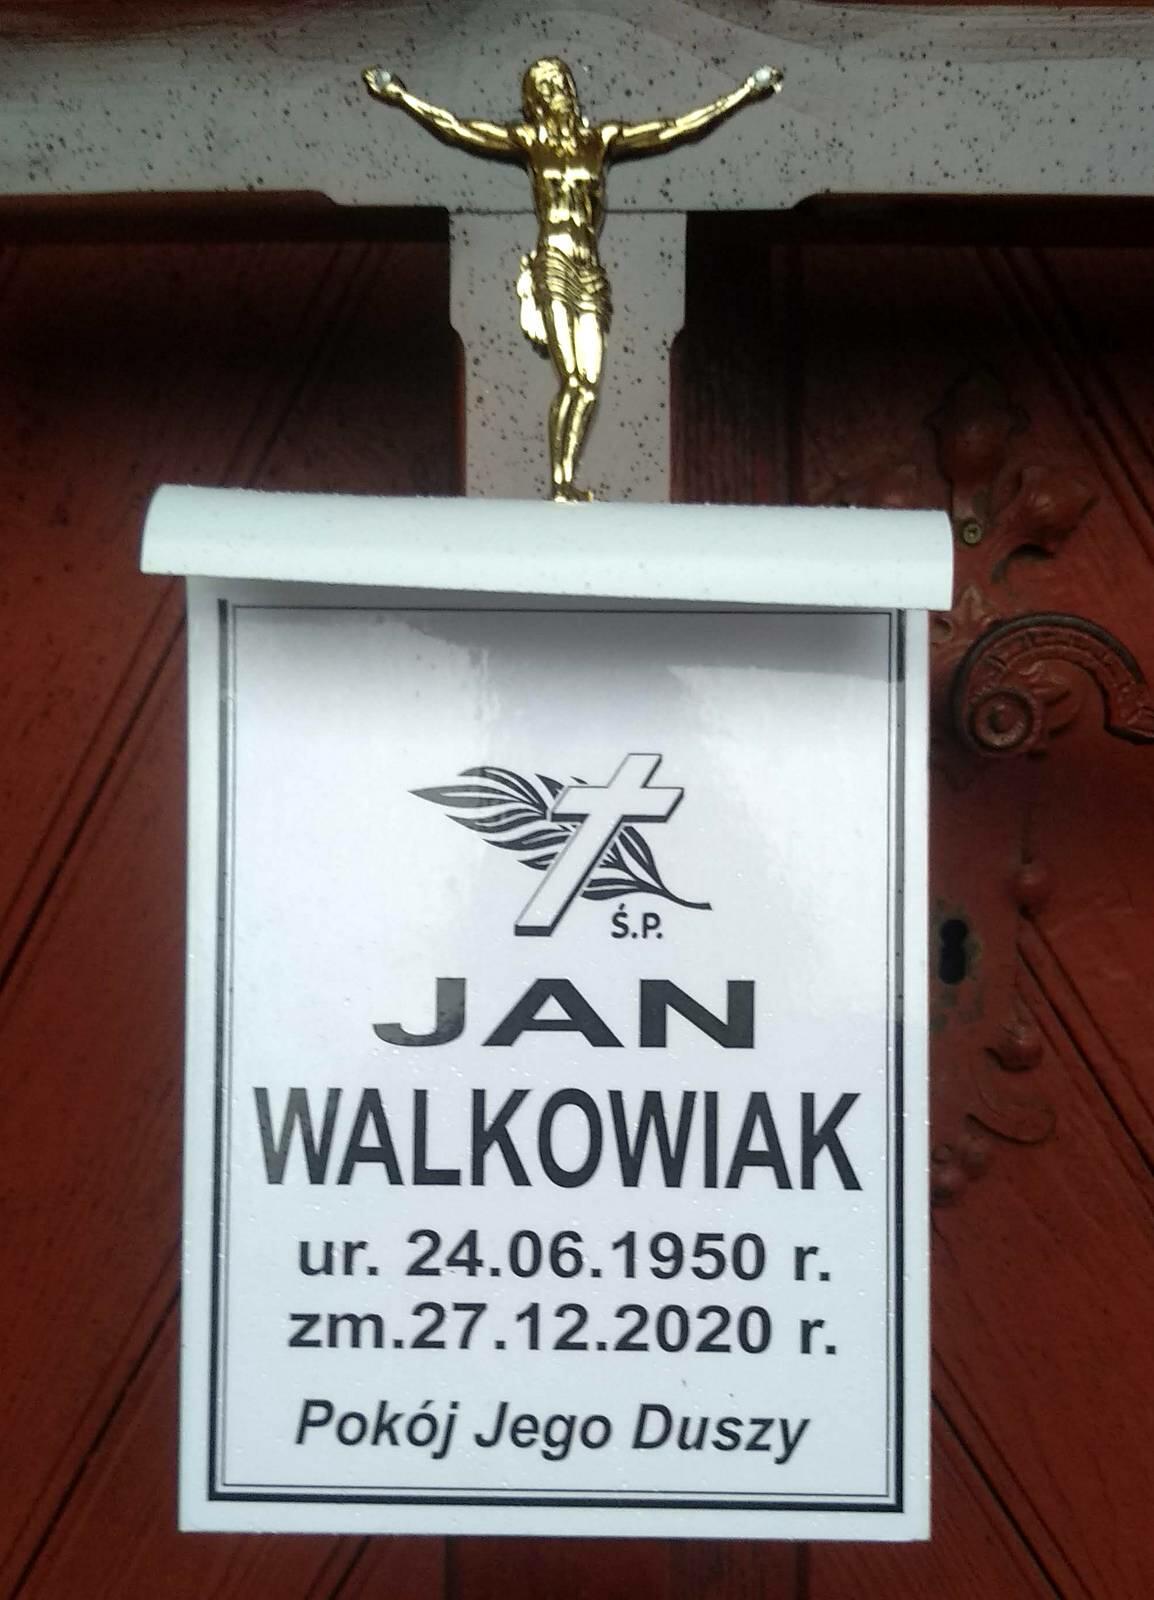 Ś.P.
JAN
WALKOWIAK
ur. 24.06.1950 r.
zm.27.12.2020 r.
Pokój Jego Duszy